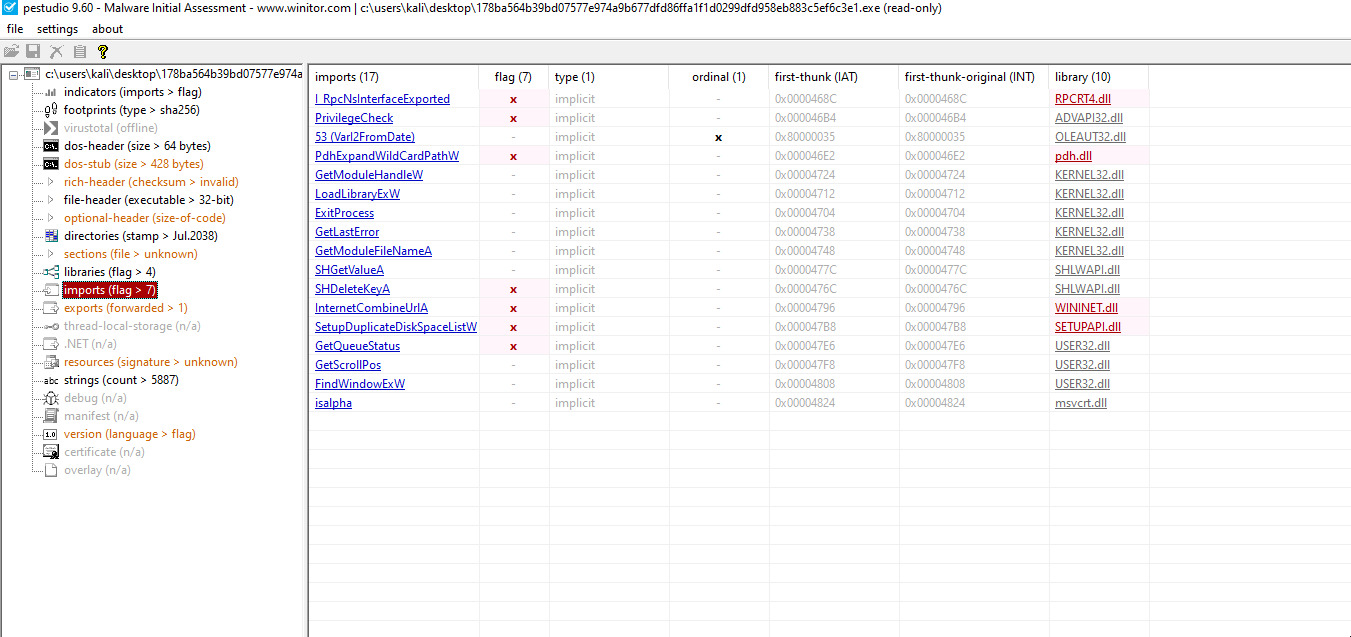 pestudio 9.60 - Malware Initial Assessment - www.winitor.com | c:\users\kali\desktop\178ba564b39bd07577e974a9b677dfd86ffa1f1d0299dfd958eb883c5ef6c3e1.exe (read-only)
file settings about
c:\users\kali\desktop\178ba564b39bd07577e974a
indicators (imports > flag)
footprints (type > sha256)
virustotal (offline)
dos-header (size > 64 bytes)
dos-stub (size > 428 bytes)
rich-header (checksum > invalid)
file-header (executable > 32-bit)
optional-header (size-of-code)
directories (stamp > Jul.2038)
sections (file > unknown)
libraries (flag > 4)
imports (flag > 7)
exports (forwarded > 1)
thread-local-storage (n/a)
.NET (n/a)
resources (signature > unknown)
abc strings (count > 5887)
debug (n/a)
manifest (n/a)
1.0 version (language > flag)
certificate (n/a)
overlay (n/a)
imports (17) flag (7) type (1) ordinal (1) first-thunk (IAT) first-thunk-original (INT) library (10)
I_RpcNsInterfaceExported x implicit - 0x0000468C 0x0000468C RPCRT4.dll
PrivilegeCheck x implicit - 0x000046B4 0x000046B4 ADVAPI32.dll
53 (VarI2FromDate) - implicit x 0x80000035 0x80000035 OLEAUT32.dll
PdhExpandWildCardPathW x implicit - 0x000046E2 0x000046E2 pdh.dll
GetModuleHandleW - implicit - 0x00004724 0x00004724 KERNEL32.dll
LoadLibraryExW - implicit - 0x00004712 0x00004712 KERNEL32.dll
ExitProcess - implicit - 0x00004704 0x00004704 KERNEL32.dll
GetLastError - implicit - 0x00004738 0x00004738 KERNEL32.dll
GetModuleFileNameA - implicit - 0x00004748 0x00004748 KERNEL32.dll
SHGetValueA - implicit - 0x0000477C 0x0000477C SHLWAPI.dll
SHDeleteKeyA x implicit - 0x0000476C 0x0000476C SHLWAPI.dll
InternetCombineUrlA x implicit - 0x00004796 0x00004796 WININET.dll
SetupDuplicateDiskSpaceListW x implicit - 0x000047B8 0x000047B8 SETUPAPI.dll
GetQueueStatus x implicit - 0x000047E6 0x000047E6 USER32.dll
GetScrollPos - implicit - 0x000047F8 0x000047F8 USER32.dll
FindWindowExW - implicit - 0x00004808 0x00004808 USER32.dll
isalpha - implicit - 0x00004824 0x00004824 msvcrt.dll